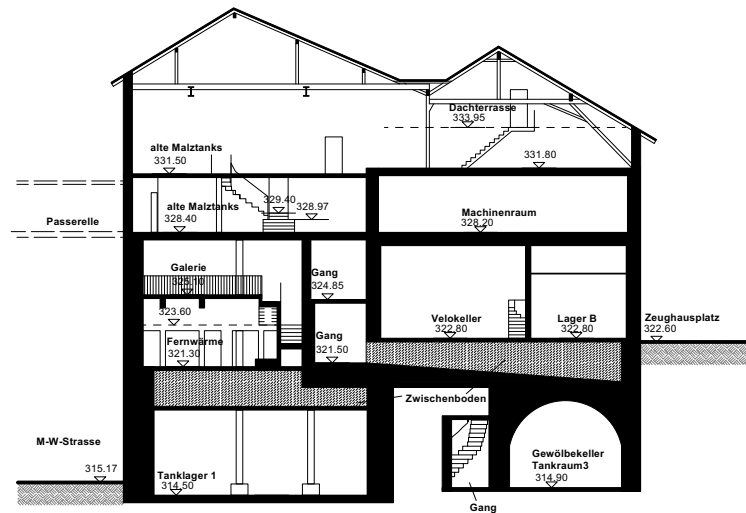 Dachterrasse
333.95
alte Malztanks
331.50
331.80
alte Malztanks
329.40
328.97
328.40
Passerelle
Machinenraum
328.20
Galerie
325.10
Gang
324.85
323.60
Fernwärme
321.30
Gang
321.50
Velokeller
322.80
Lager B
322.80
Zeughausplatz
322.60
Zwischenboden
M-W-Strasse
315.17
Tanklager 1
314.50
Gewölbekeller
Tankraum3
314.90
Gang